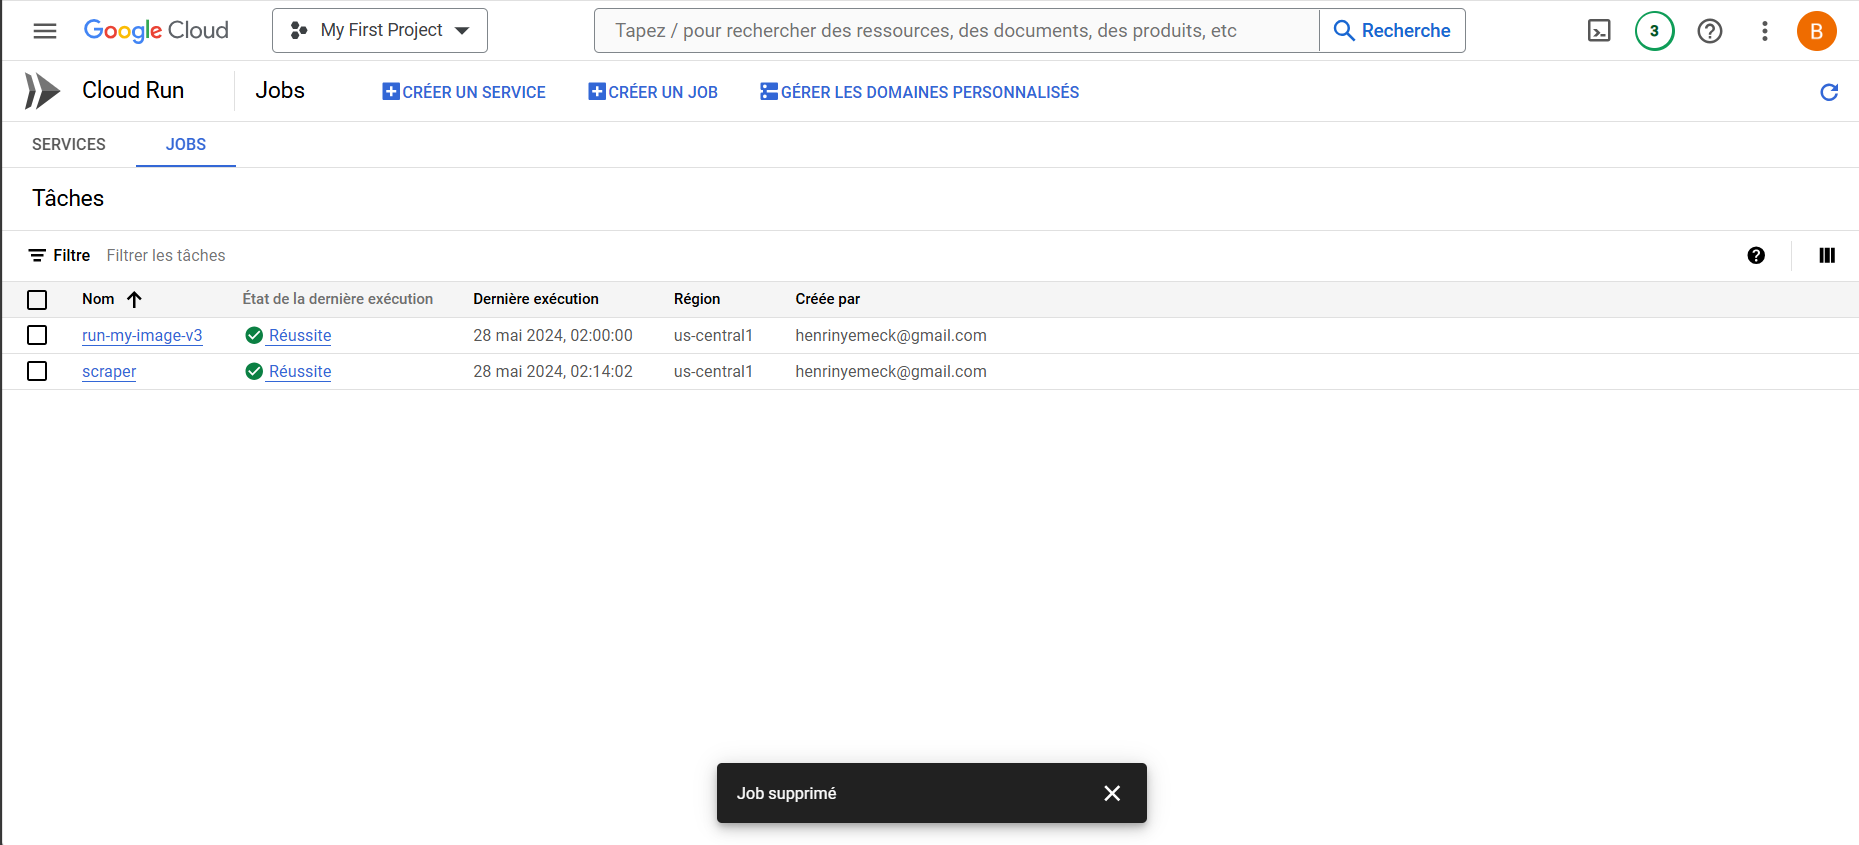 Google Cloud My First Project Tapez / pour rechercher des ressources, des documents, des produits, etc Recherche 3 B
Cloud Run Jobs CRÉER UN SERVICE CRÉER UN JOB GÉRER LES DOMAINES PERSONNALISÉS
SERVICES JOBS
Tâches
Filtre Filtrer les tâches
Nom État de la dernière exécution Dernière exécution Région Créée par
run-my-image-v3 Réussite 28 mai 2024, 02:00:00 us-central1 henrinyemeck@gmail.com
scraper Réussite 28 mai 2024, 02:14:02 us-central1 henrinyemeck@gmail.com
Job supprimé